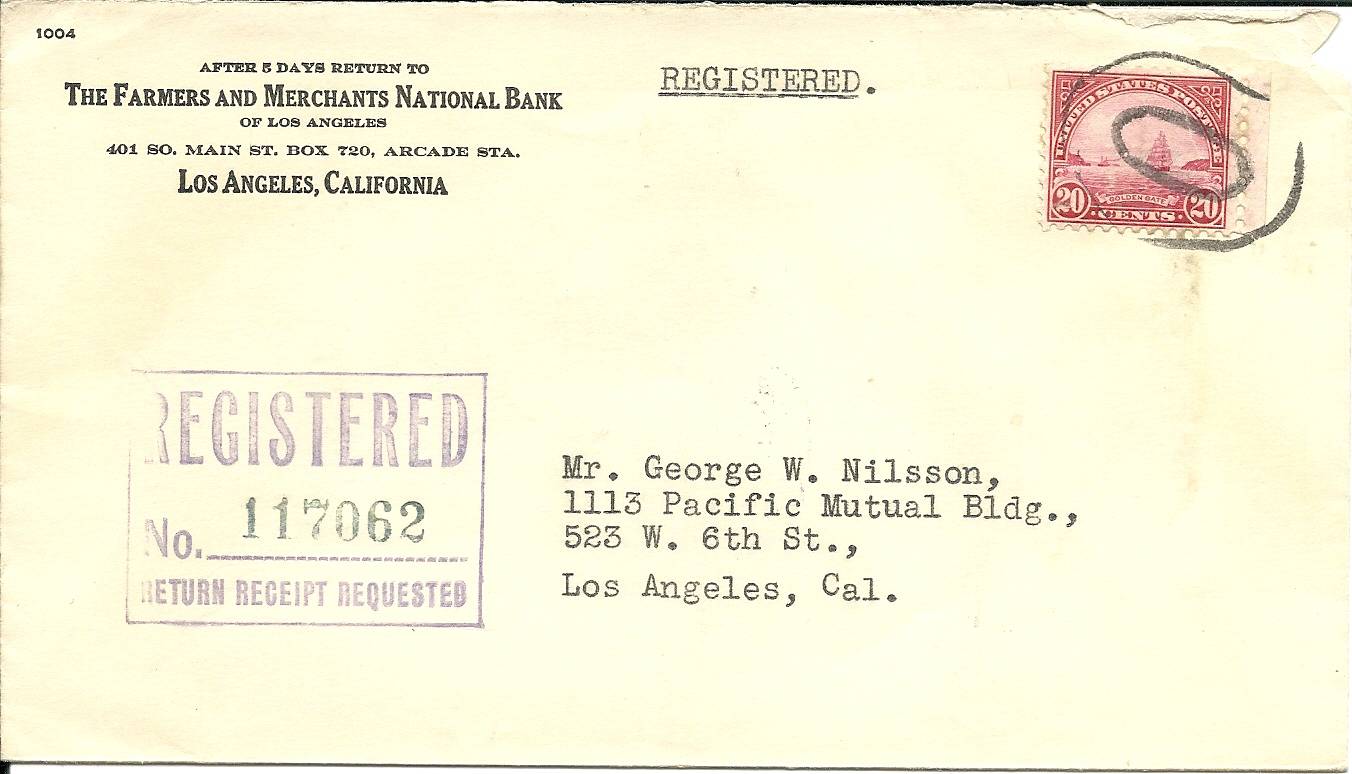 1004
AFTER 5 DAYS RETURN TO
THE FARMERS AND MERCHANTS NATIONAL BANK
OF LOS ANGELES
401 SO. MAIN ST. BOX 720, ARCADE STA.
LOS ANGELES, CALIFORNIA
REGISTERED.
UNITED STATES POSTAGE
GOLDEN GATE
20 CENTS 20
REGISTERED
No. 117062
RETURN RECEIPT REQUESTED
Mr. George W. Nilsson,
1113 Pacific Mutual Bldg.,
523 W. 6th St.,
Los Angeles, Cal.